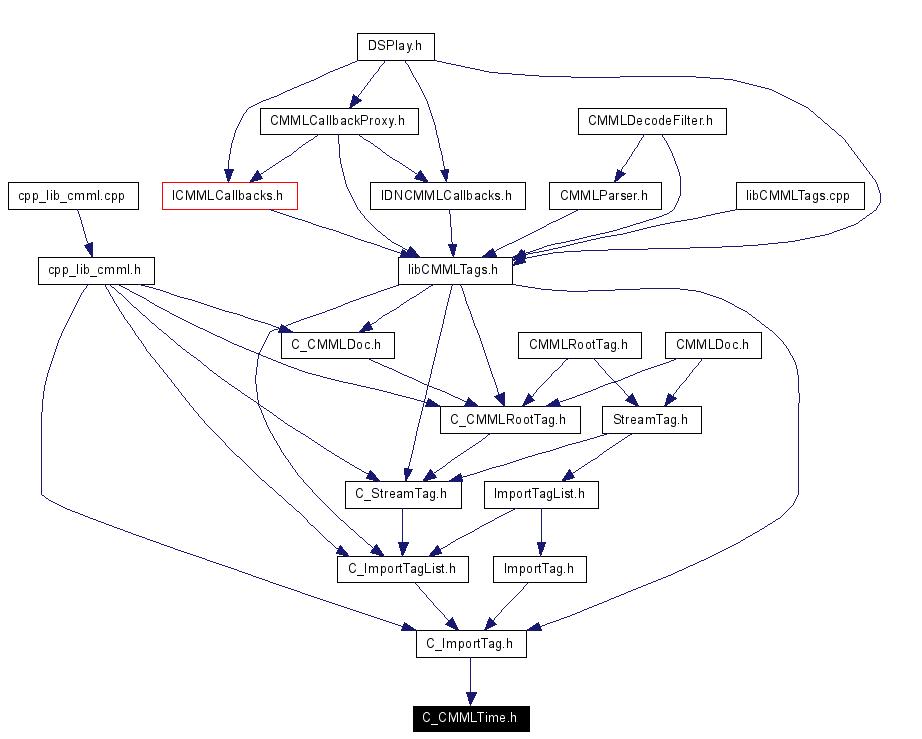 DSPlay.h
CMMLCallbackProxy.h
CMMLDecodeFilter.h
cpp_lib_cmml.cpp
ICMMLCallbacks.h
IDNCMMLCallbacks.h
CMMLParser.h
libCMMLTags.cpp
cpp_lib_cmml.h
libCMMLTags.h
C_CMMLDoc.h
CMMLRootTag.h
CMMLDoc.h
C_CMMLRootTag.h
StreamTag.h
C_StreamTag.h
ImportTagList.h
C_ImportTagList.h
ImportTag.h
C_ImportTag.h
C_CMMLTime.h